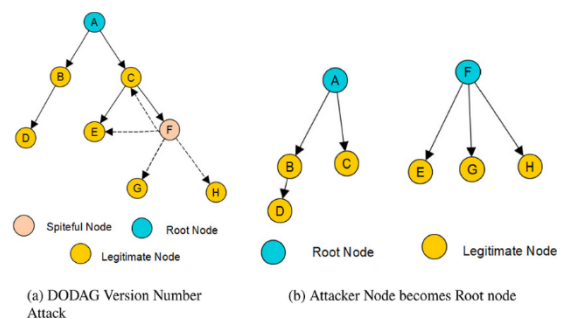 A
B
C
D
E
F
G
H
Spiteful Node
Root Node
Legitimate Node
(a) DODAG Version Number
Attack
A
F
B
C
E
G
H
D
Root Node
Legitimate Node
(b) Attacker Node becomes Root node